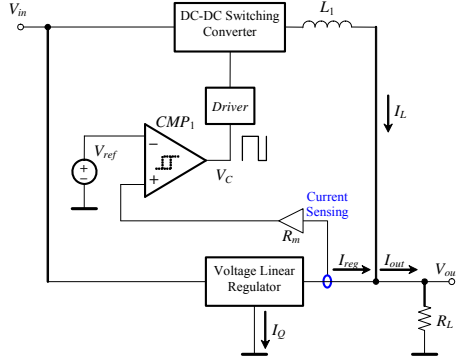 V_in
DC-DC Switching
Converter
L_1
Driver
I_L
CMP_1
V_ref
V_C
Current
Sensing
R_m
Voltage Linear
Regulator
I_reg
I_out
V_ou
I_Q
R_L